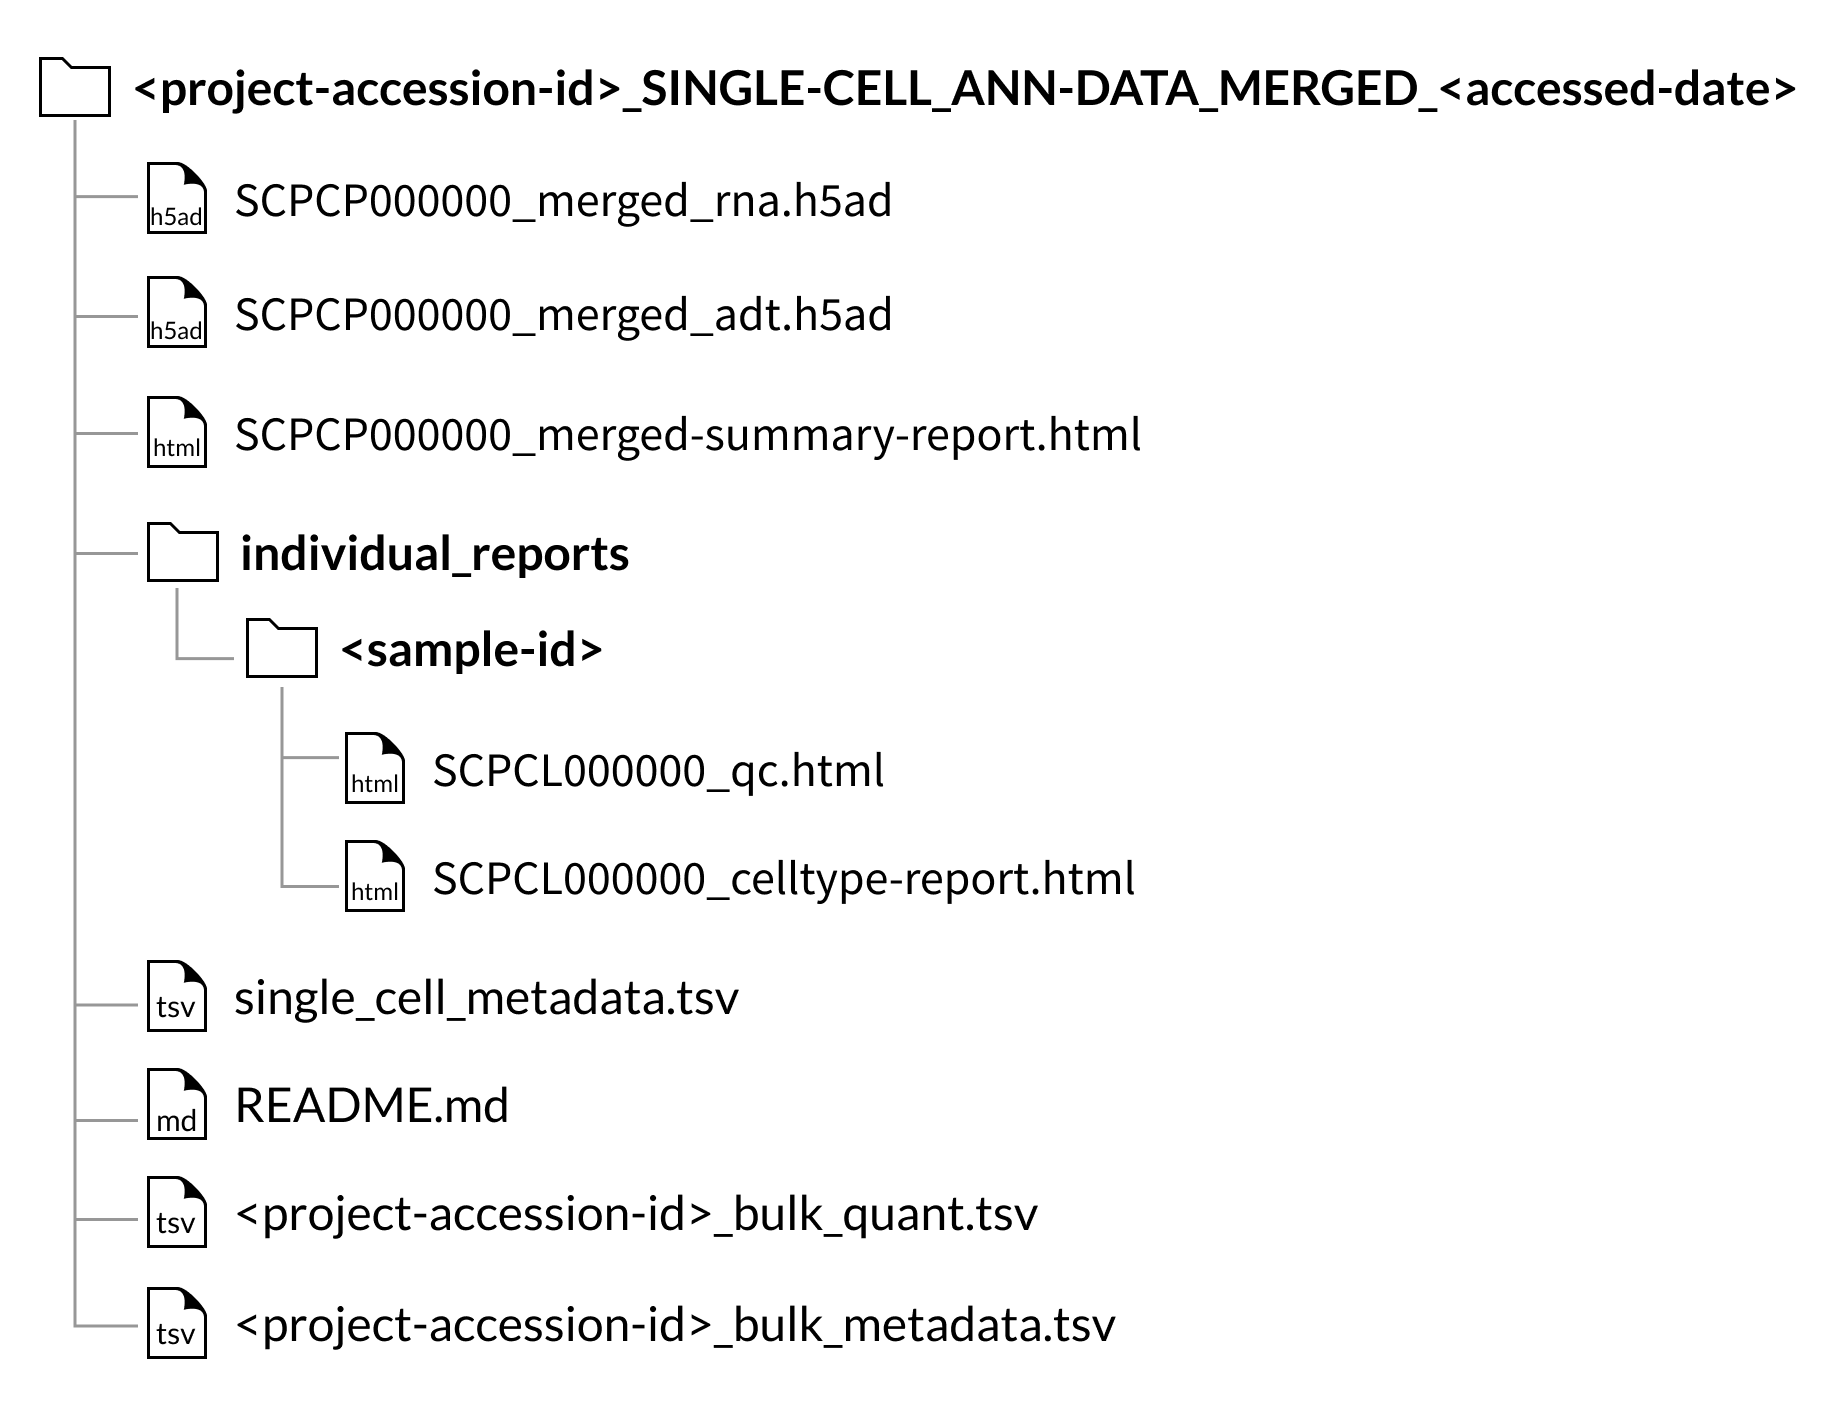 <project-accession-id>_SINGLE-CELL_ANN-DATA_MERGED_<accessed-date>
h5ad SCPCP000000_merged_rna.h5ad
h5ad SCPCP000000_merged_adt.h5ad
html SCPCP000000_merged-summary-report.html
individual_reports
<sample-id>
html SCPCL000000_qc.html
html SCPCL000000_celltype-report.html
tsv single_cell_metadata.tsv
md README.md
tsv <project-accession-id>_bulk_quant.tsv
tsv <project-accession-id>_bulk_metadata.tsv